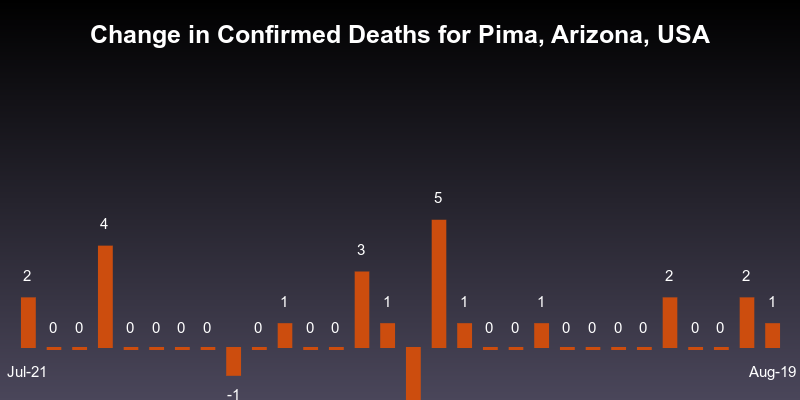 Change in Confirmed Deaths for Pima, Arizona, USA
5
4
3
2 2 2
1 1 1 1 1
0 0 0 0 0 0 0 0 0 0 0 0 0 0 0 0 0 0 0
Jul-21 Aug-19
-1